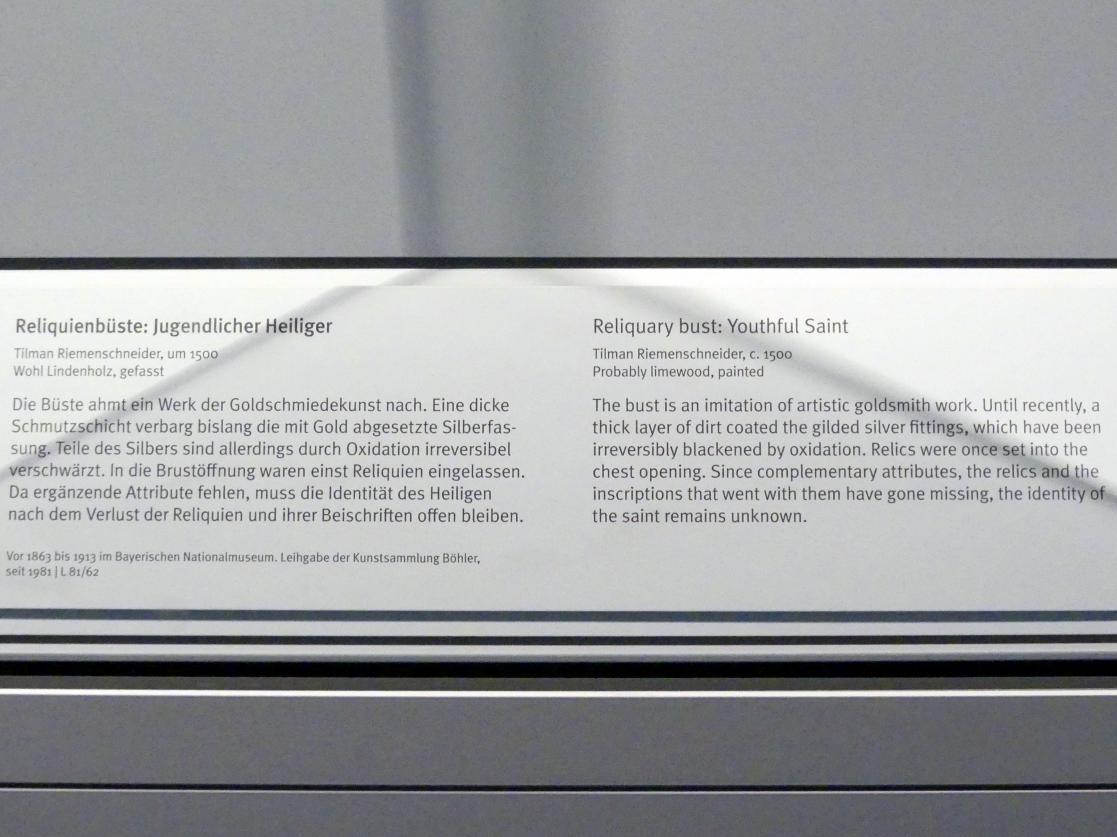 Reliquienbüste: Jugendlicher Heiliger
Tilman Riemenschneider, um 1500
Wohl Lindenholz, gefasst
Die Büste ahmt ein Werk der Goldschmiedekunst nach. Eine dicke
Schmutzschicht verbarg bislang die mit Gold abgesetzte Silberfas-
sung. Teile des Silbers sind allerdings durch Oxidation irreversibel
verschwärzt. In die Brustöffnung waren einst Reliquien eingelassen.
Da ergänzende Attribute fehlen, muss die Identität des Heiligen
nach dem Verlust der Reliquien und ihrer Beischriften offen bleiben.
Vor 1863 bis 1913 im Bayerischen Nationalmuseum. Leihgabe der Kunstsammlung Böhler,
seit 1981 | L 81/62
Reliquary bust: Youthful Saint
Tilman Riemenschneider, c. 1500
Probably limewood, painted
The bust is an imitation of artistic goldsmith work. Until recently, a
thick layer of dirt coated the gilded silver fittings, which have been
irreversibly blackened by oxidation. Relics were once set into the
chest opening. Since complementary attributes, the relics and the
inscriptions that went with them have gone missing, the identity of
the saint remains unknown.